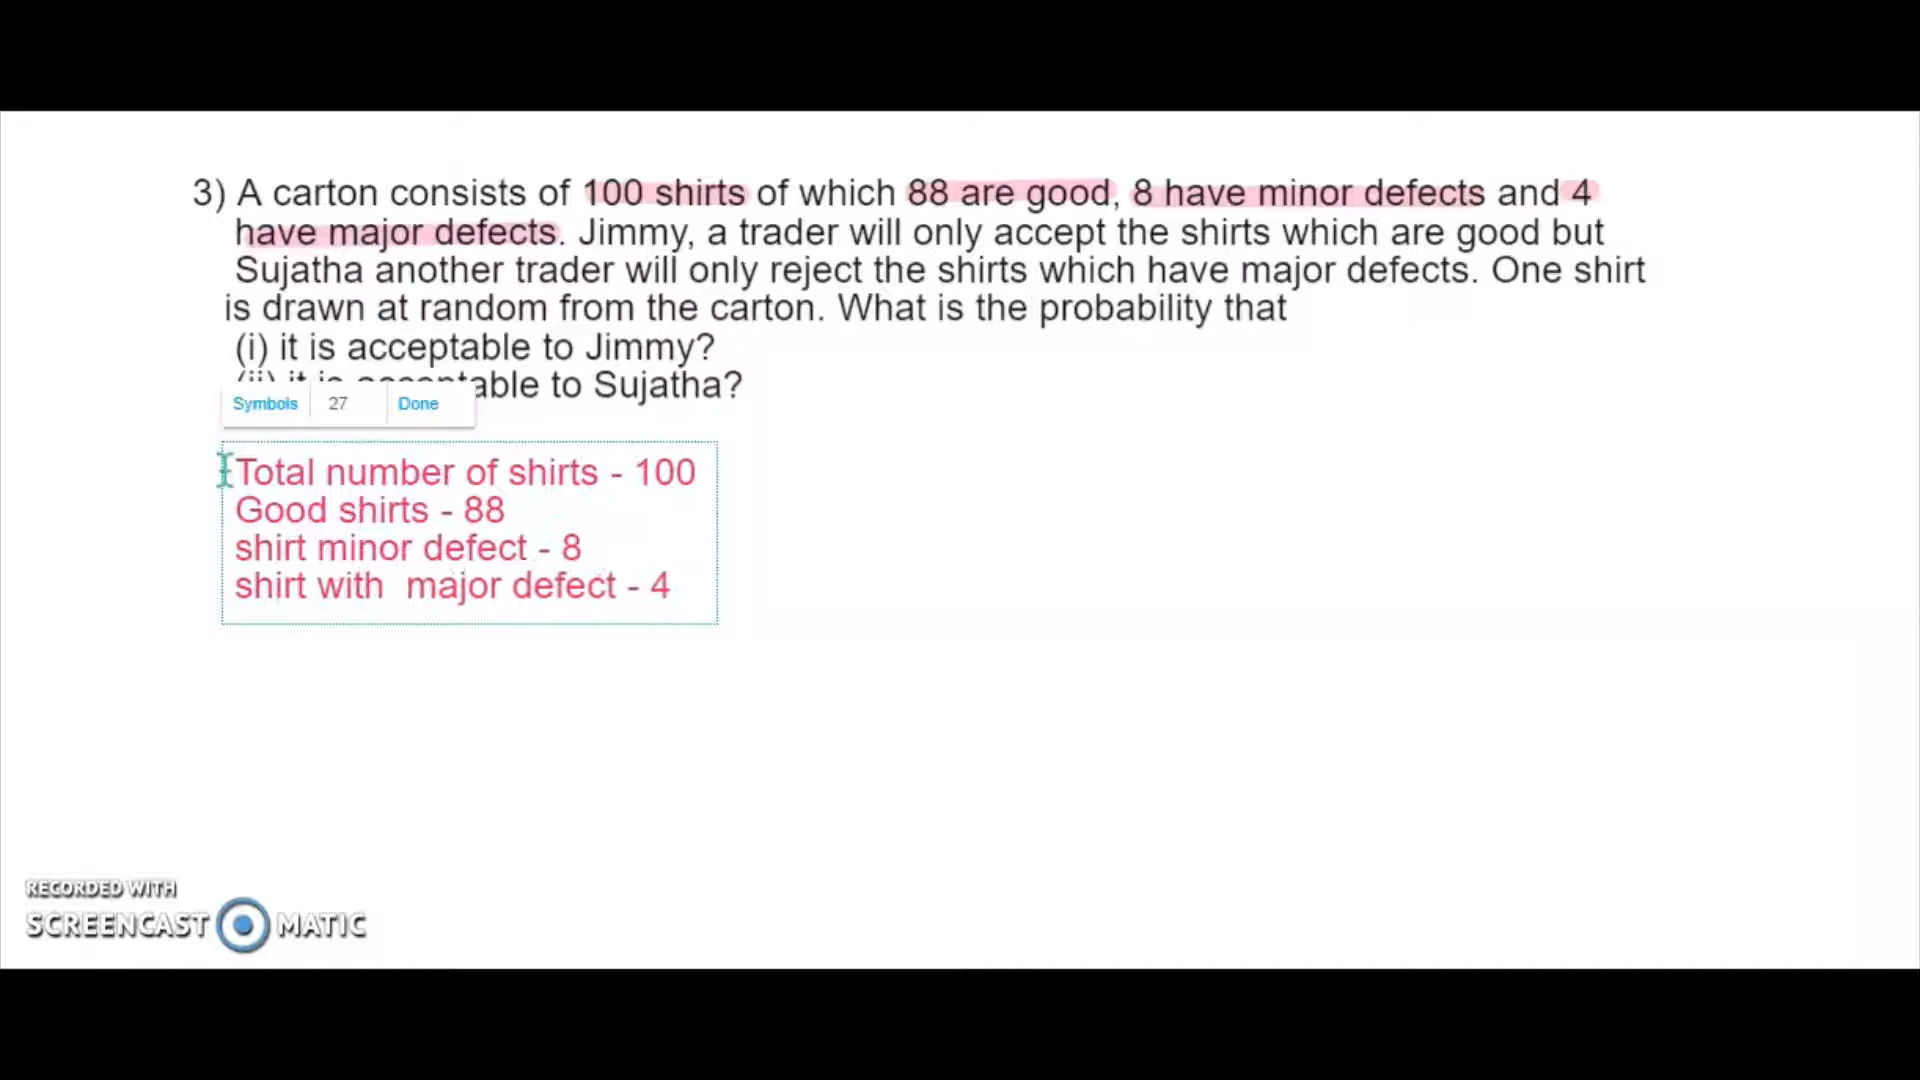 3) A carton consists of 100 shirts of which 88 are good, 8 have minor defects and 4
have major defects. Jimmy, a trader will only accept the shirts which are good but
Sujatha another trader will only reject the shirts which have major defects. One shirt
is drawn at random from the carton. What is the probability that
(i) it is acceptable to Jimmy?
(ii) it is acceptable to Sujatha?
Symbols 27 Done
Total number of shirts - 100
Good shirts - 88
shirt minor defect - 8
shirt with major defect - 4
RECORDED WITH
SCREENCAST MATIC